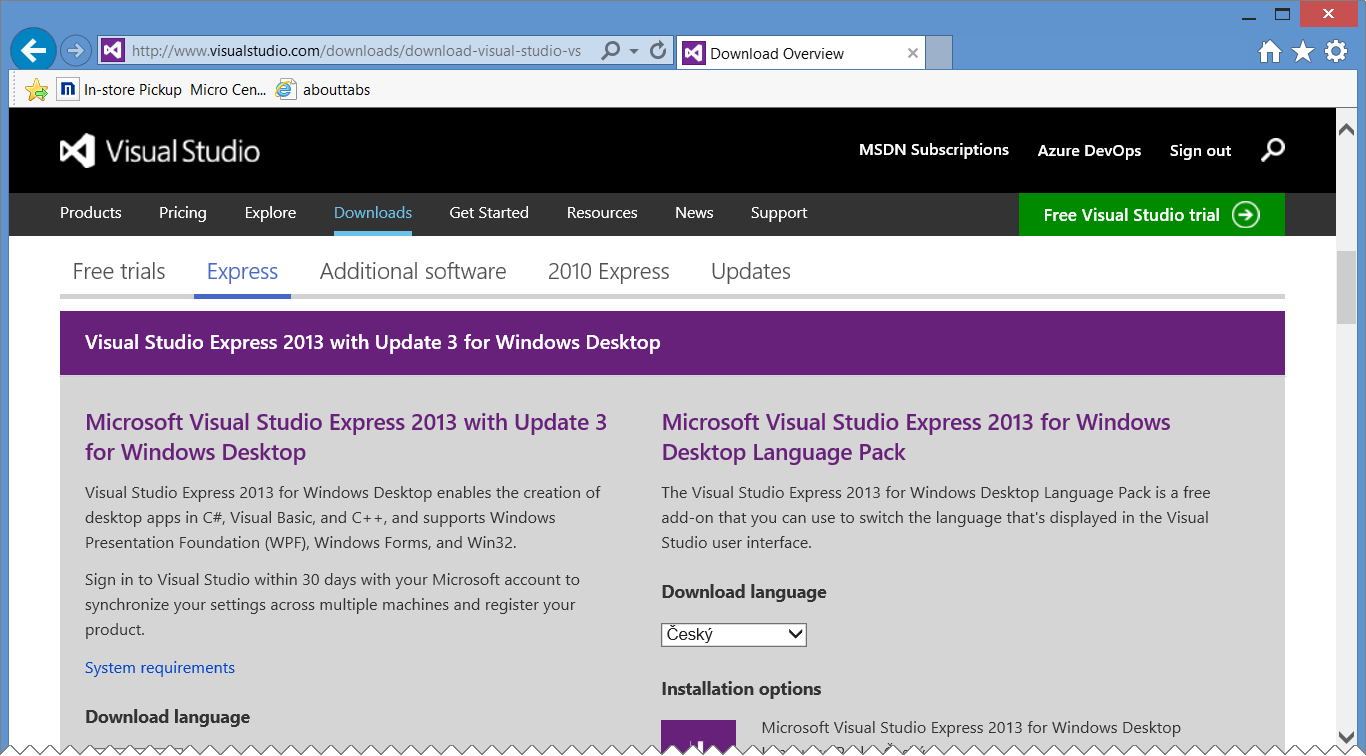 http://www.visualstudio.com/downloads/download-visual-studio-vs
Download Overview
In-store Pickup Micro Cen... abouttabs
Visual Studio
MSDN Subscriptions Azure DevOps Sign out
Products Pricing Explore Downloads Get Started Resources News Support
Free Visual Studio trial
Free trials Express Additional software 2010 Express Updates
Visual Studio Express 2013 with Update 3 for Windows Desktop
Microsoft Visual Studio Express 2013 with Update 3
for Windows Desktop
Visual Studio Express 2013 for Windows Desktop enables the creation of
desktop apps in C#, Visual Basic, and C++, and supports Windows
Presentation Foundation (WPF), Windows Forms, and Win32.
Sign in to Visual Studio within 30 days with your Microsoft account to
synchronize your settings across multiple machines and register your
product.
System requirements
Download language
Microsoft Visual Studio Express 2013 for Windows
Desktop Language Pack
The Visual Studio Express 2013 for Windows Desktop Language Pack is a free
add-on that you can use to switch the language that's displayed in the Visual
Studio user interface.
Download language
Český
Installation options
Microsoft Visual Studio Express 2013 for Windows Desktop